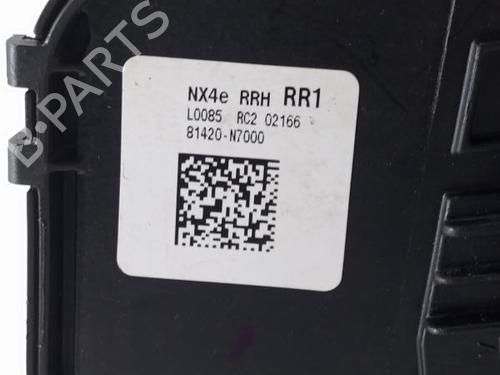 B-PARTS
NX4e RRH RR1
L0085 RC2 02166
81420-N7000